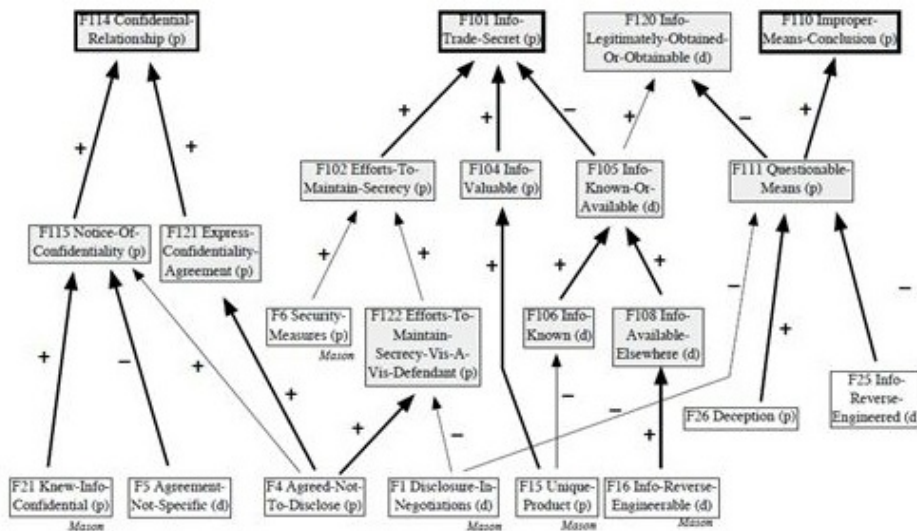 F114 Confidential-
Relationship (p)
F101 Info-
Trade-Secret (p)
F120 Info-
Legitimately-Obtained-
Or-Obtainable (d)
F110 Improper-
Means-Conclusion (p)
+
+
+
+
−
+
−
+
F102 Efforts-To-
Maintain-Secrecy (p)
F104 Info-
Valuable (p)
F105 Info-
Known-Or-
Available (d)
F111 Questionable-
Means (p)
F115 Notice-Of-
Confidentiality (p)
F121 Express-
Confidentiality-
Agreement (p)
+
+
+
+
+
−
+
−
F6 Security-
Measures (p)
Mason
F122 Efforts-To-
Maintain-
Secrecy-Vis-A-
Vis-Defendant (p)
F106 Info-
Known (d)
F108 Info-
Available-
Elsewhere (d)
F26 Deception (p)
F25 Info-
Reverse-
Engineered (d)
+
−
+
+
+
−
−
−
+
F21 Knew-Info-
Confidential (p)
Mason
F5 Agreement-
Not-Specific (d)
F4 Agreed-Not-
To-Disclose (p)
F1 Disclosure-In-
Negotiations (d)
Mason
F15 Unique-
Product (p)
Mason
F16 Info-Reverse-
Engineerable (d)
Mason